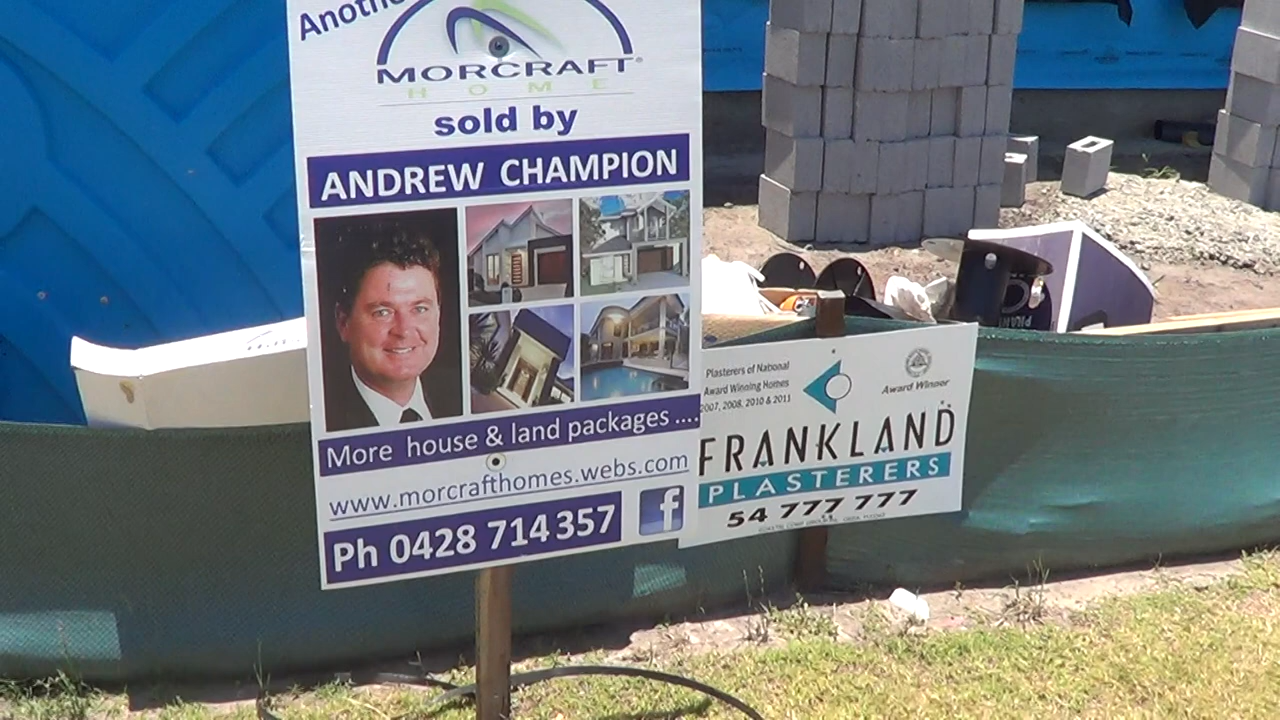 MORCRAFT
HOME
sold by
ANDREW CHAMPION
More house & land packages ....
www.morcrafthomes.webs.com
Ph 0428 714 357
f
Plasterers of National
Award Winning Homes
2007, 2008, 2010 & 2011
Award Winner
FRANKLAND
PLASTERERS
54 777 777